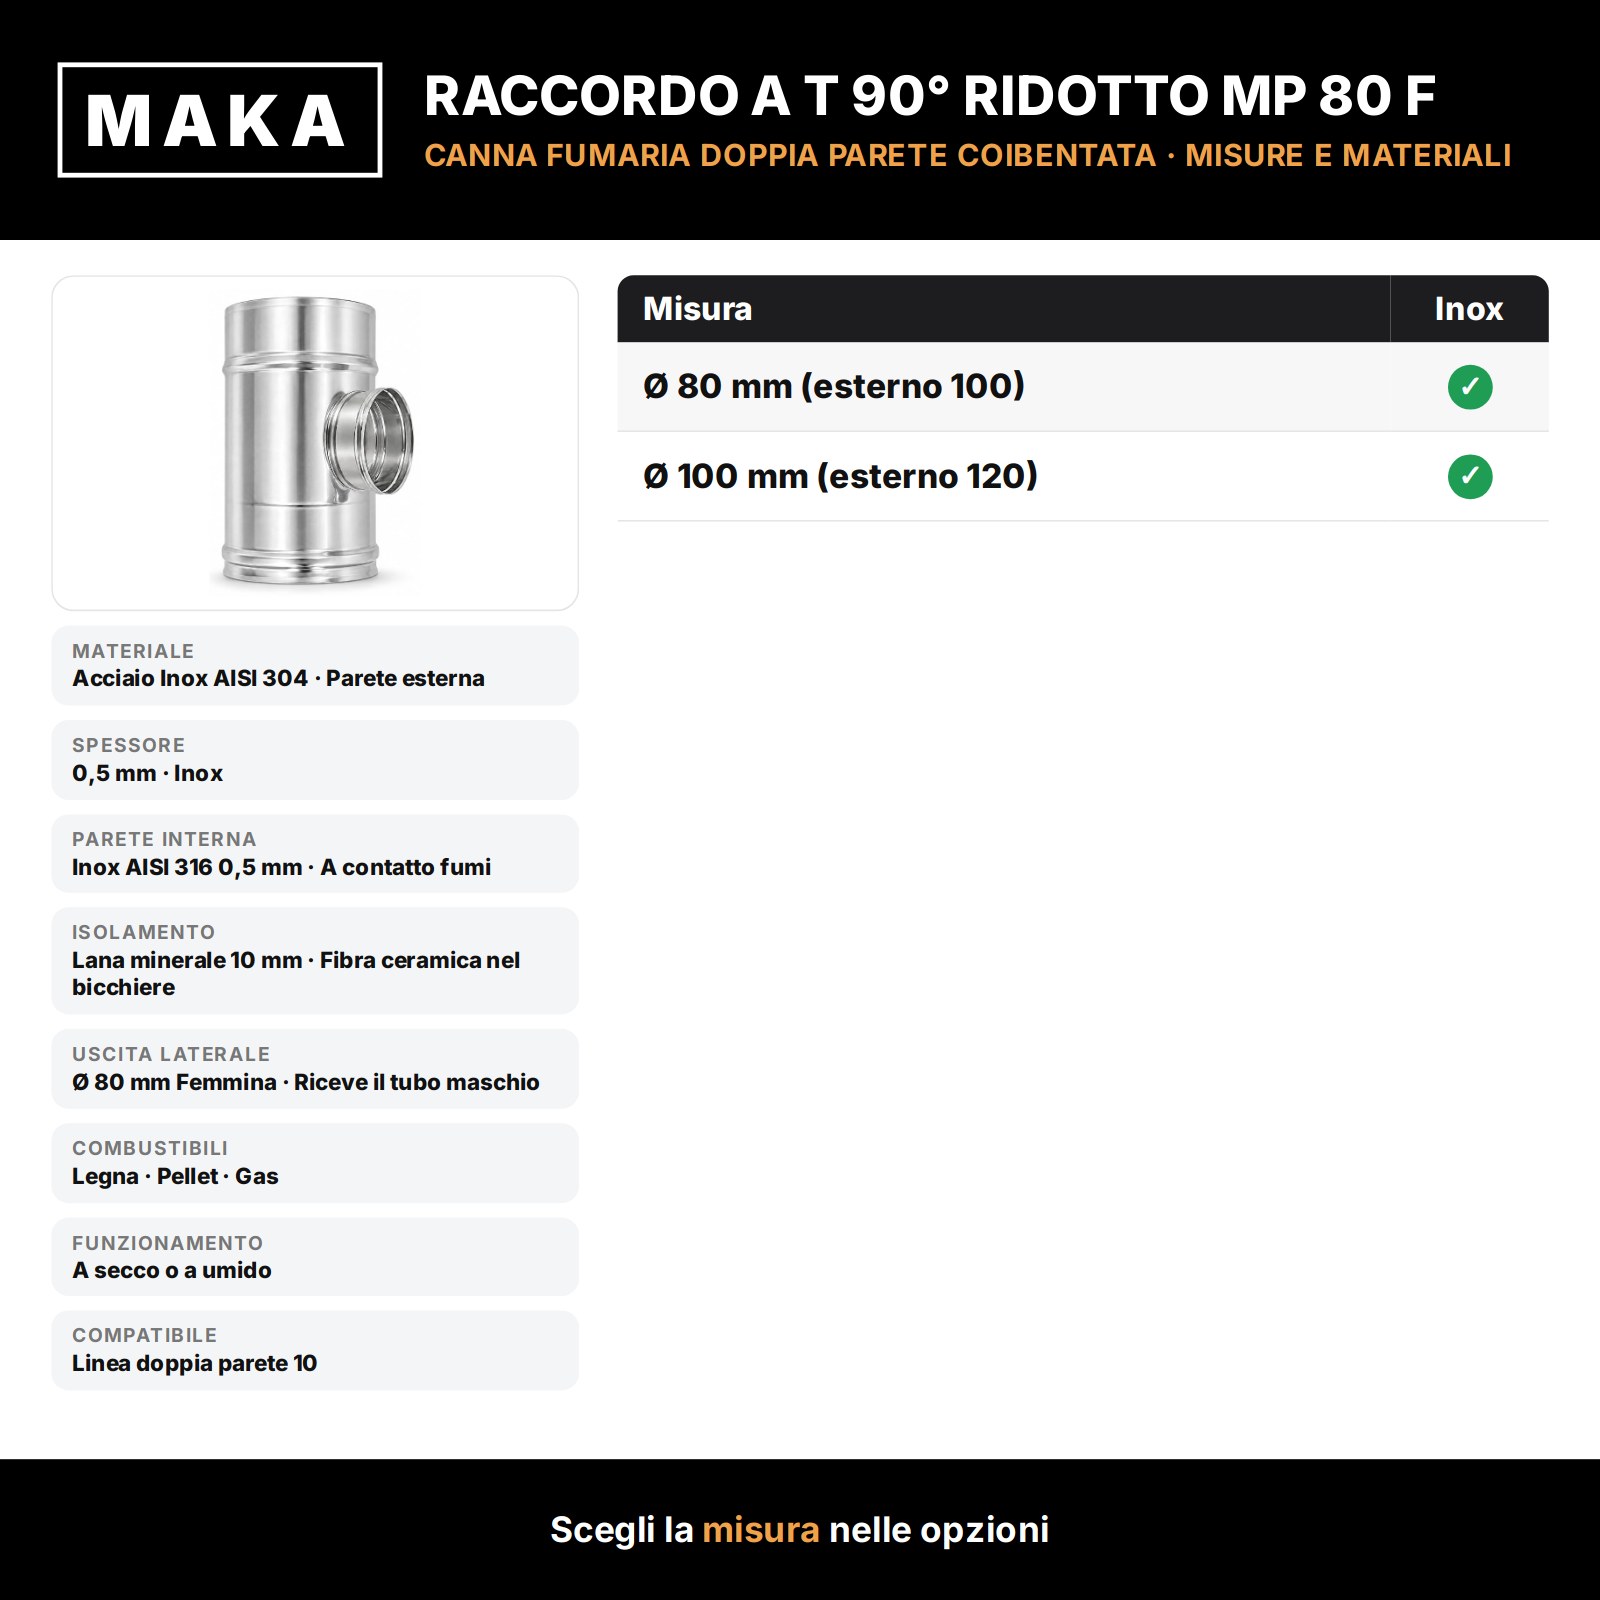 MAKA
RACCORDO A T 90° RIDOTTO MP 80 F
CANNA FUMARIA DOPPIA PARETE COIBENTATA · MISURE E MATERIALI
Misura Inox
Ø 80 mm (esterno 100) ✓
Ø 100 mm (esterno 120) ✓
MATERIALE
Acciaio Inox AISI 304 · Parete esterna
SPESSORE
0,5 mm · Inox
PARETE INTERNA
Inox AISI 316 0,5 mm · A contatto fumi
ISOLAMENTO
Lana minerale 10 mm · Fibra ceramica nel
bicchiere
USCITA LATERALE
Ø 80 mm Femmina · Riceve il tubo maschio
COMBUSTIBILI
Legna · Pellet · Gas
FUNZIONAMENTO
A secco o a umido
COMPATIBILE
Linea doppia parete 10
Scegli la misura nelle opzioni